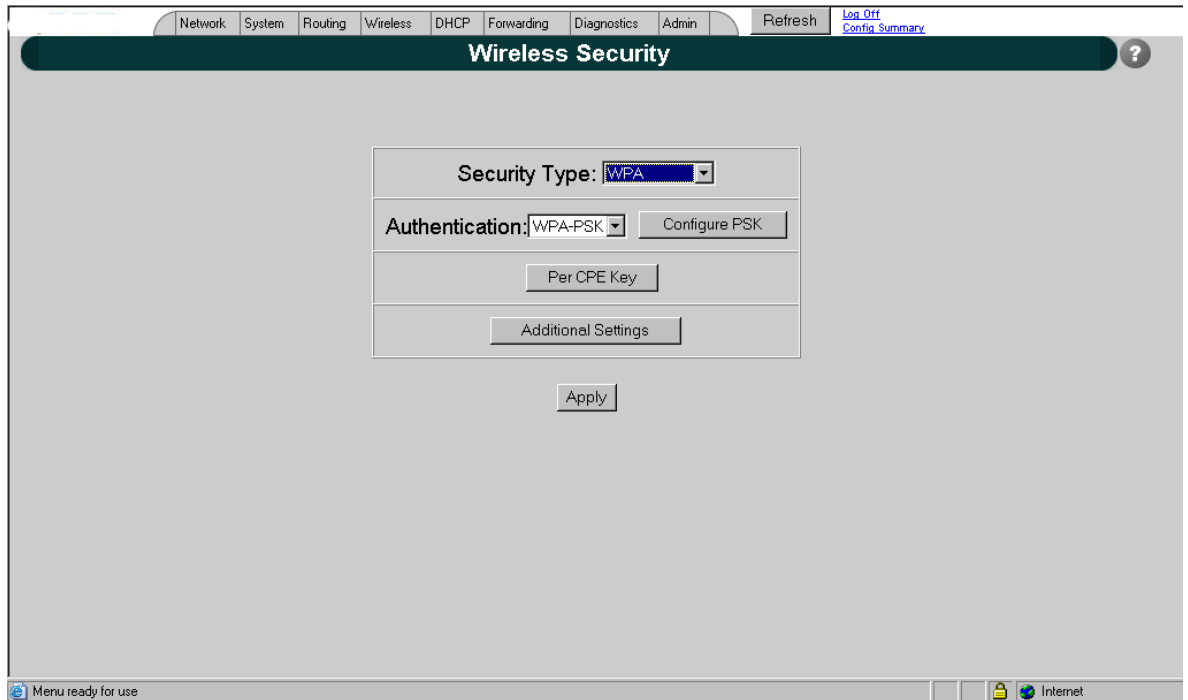 Network System Routing Wireless DHCP Forwarding Diagnostics Admin Refresh Log Off
Config Summary
Wireless Security ?
Security Type: WPA
Authentication: WPA-PSK Configure PSK
Per CPE Key
Additional Settings
Apply
Menu ready for use Internet